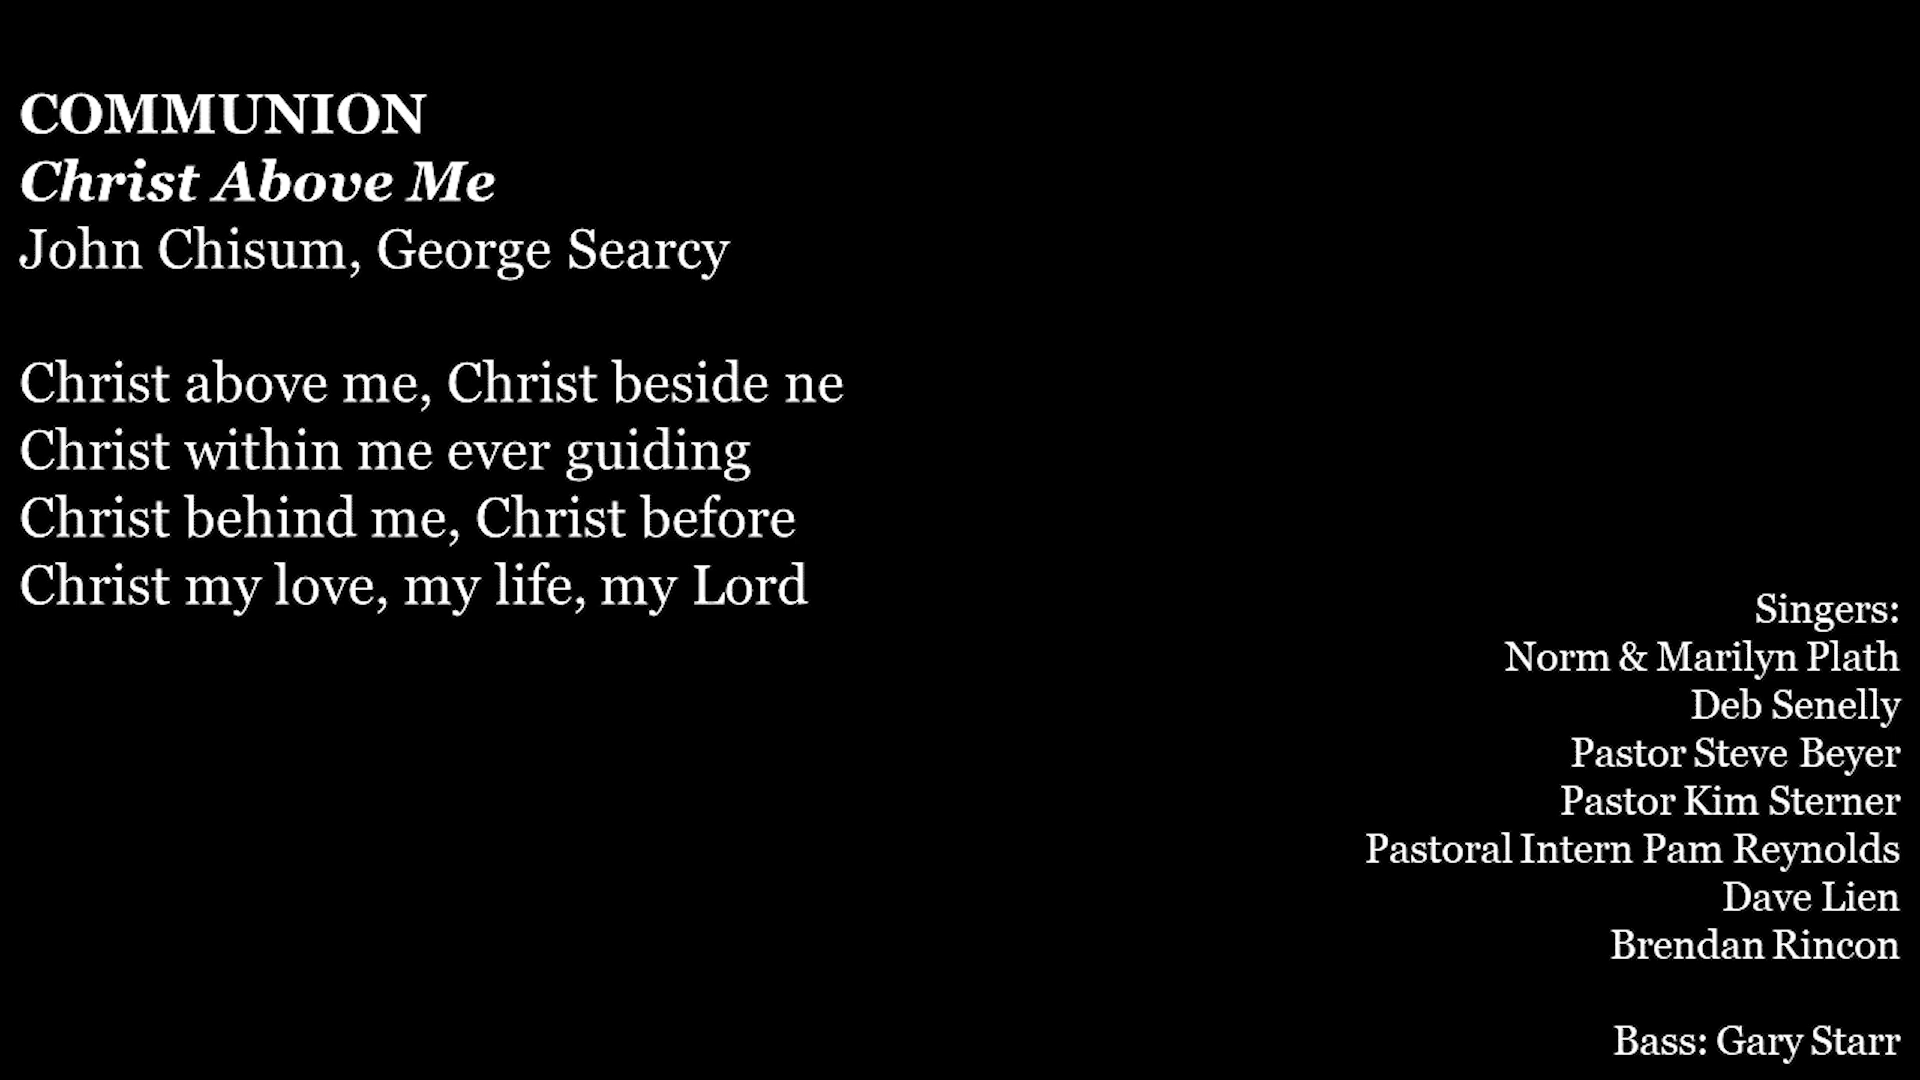 COMMUNION
Christ Above Me
John Chisum, George Searcy
Christ above me, Christ beside ne
Christ within me ever guiding
Christ behind me, Christ before
Christ my love, my life, my Lord
Singers:
Norm & Marilyn Plath
Deb Senelly
Pastor Steve Beyer
Pastor Kim Sterner
Pastoral Intern Pam Reynolds
Dave Lien
Brendan Rincon
Bass: Gary Starr